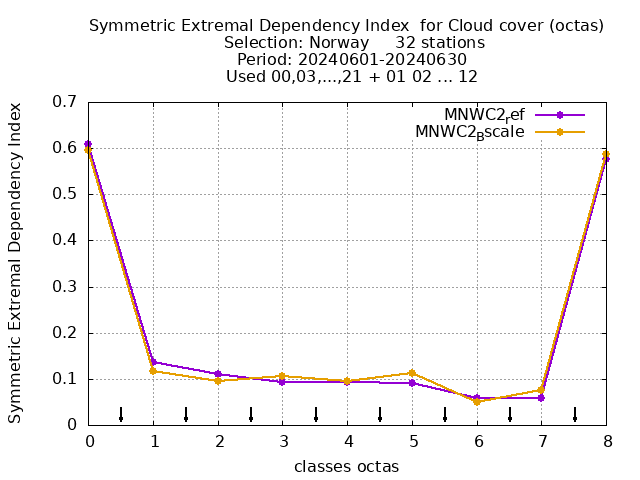 Symmetric Extremal Dependency Index  for Cloud cover (octas)
Selection: Norway     32 stations
Period: 20240601-20240630
Used 00,03,...,21 + 01 02 ... 12
Symmetric Extremal Dependency Index
0.7
0.6
0.5
0.4
0.3
0.2
0.1
0
MNWC2ref
MNWC2Bscale
0 1 2 3 4 5 6 7 8
classes octas